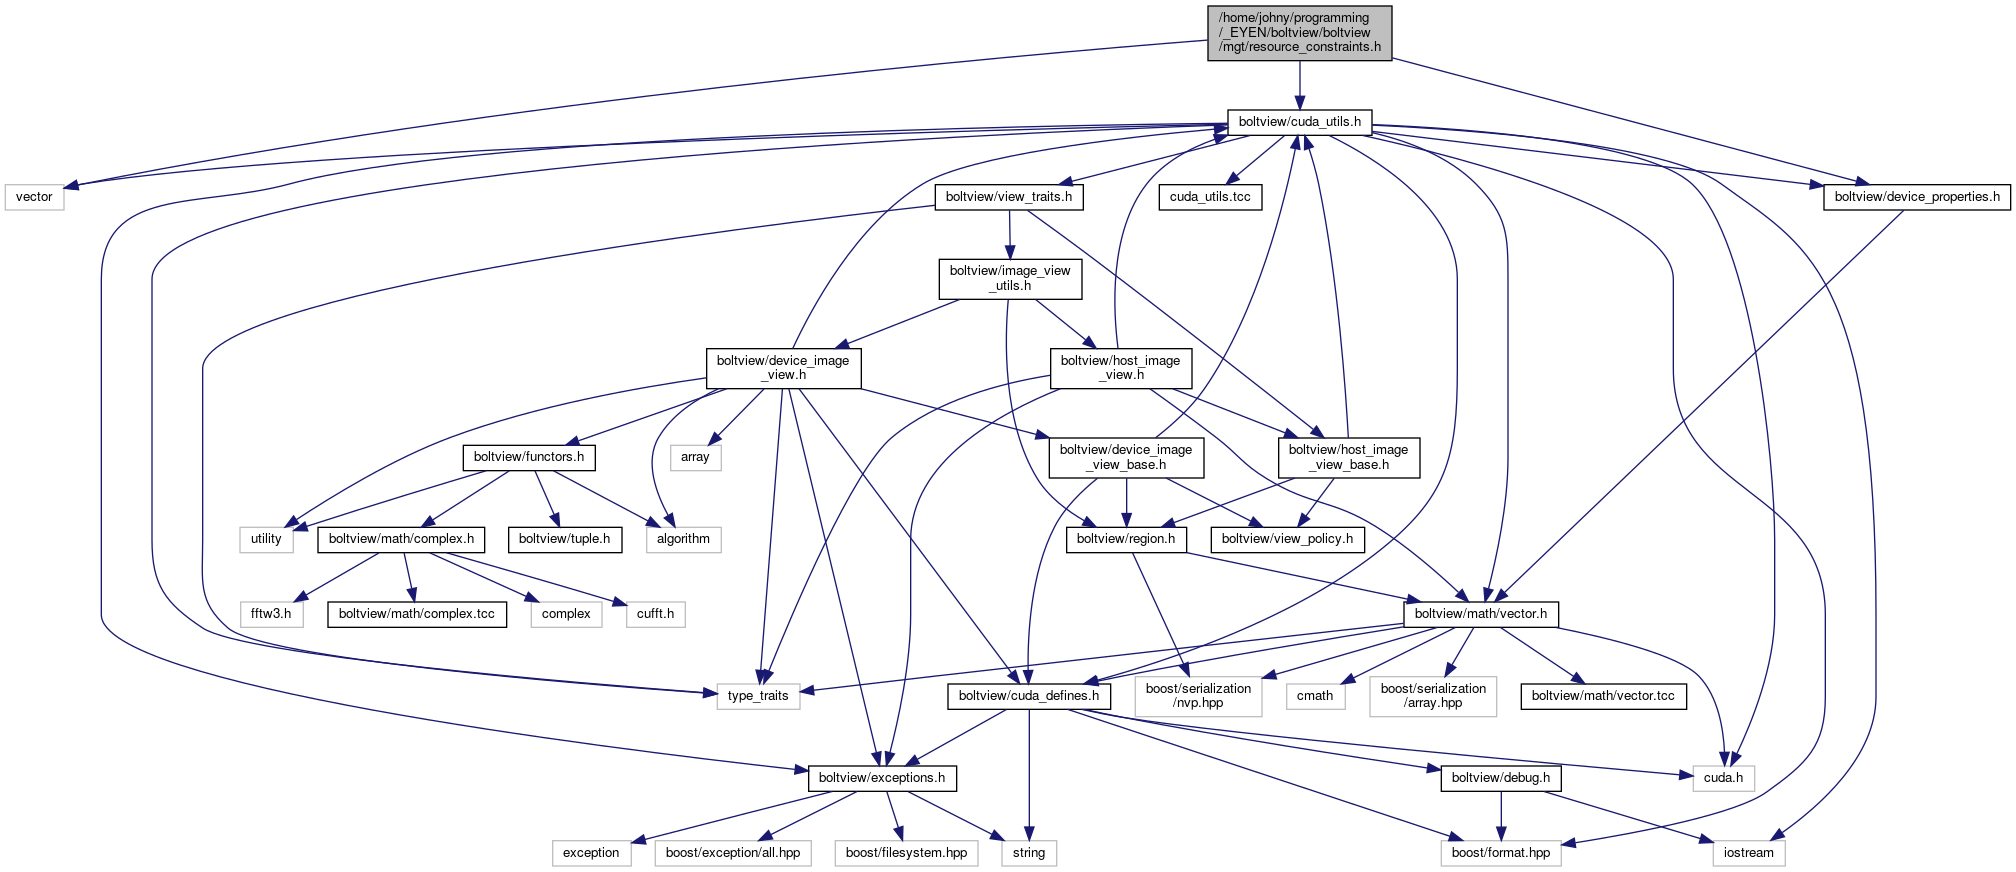 /home/johny/programming
/_EYEN/boltview/boltview
/mgt/resource_constraints.h
boltview/cuda_utils.h
vector
boltview/view_traits.h
cuda_utils.tcc
boltview/device_properties.h
boltview/image_view
_utils.h
boltview/device_image
_view.h
boltview/host_image
_view.h
boltview/functors.h
array
boltview/device_image
_view_base.h
boltview/host_image
_view_base.h
utility
boltview/math/complex.h
boltview/tuple.h
algorithm
boltview/region.h
boltview/view_policy.h
fftw3.h
boltview/math/complex.tcc
complex
cufft.h
boltview/math/vector.h
type_traits
boltview/cuda_defines.h
boost/serialization
/nvp.hpp
cmath
boost/serialization
/array.hpp
boltview/math/vector.tcc
boltview/exceptions.h
boltview/debug.h
cuda.h
exception
boost/exception/all.hpp
boost/filesystem.hpp
string
boost/format.hpp
iostream